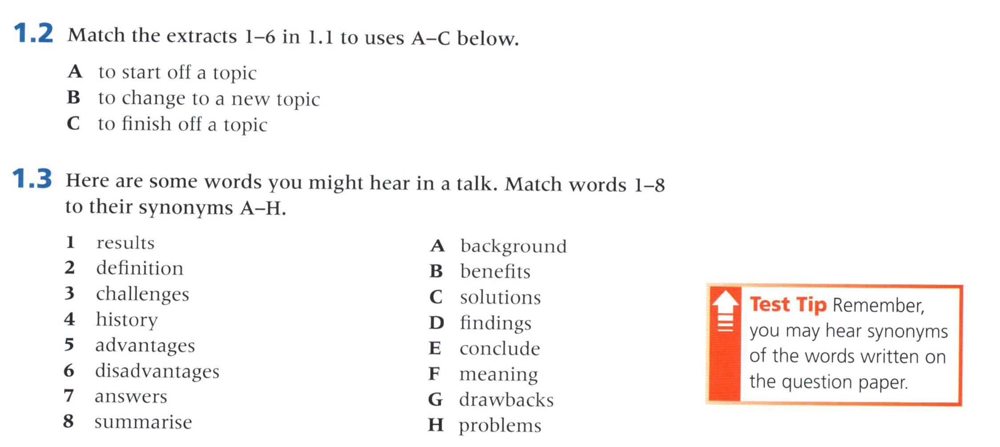 1.2 Match the extracts 1–6 in 1.1 to uses A–C below.
A to start off a topic
B to change to a new topic
C to finish off a topic
1.3 Here are some words you might hear in a talk. Match words 1–8
to their synonyms A–H.
1 results
2 definition
3 challenges
4 history
5 advantages
6 disadvantages
7 answers
8 summarise
A background
B benefits
C solutions
D findings
E conclude
F meaning
G drawbacks
H problems
Test Tip Remember,
you may hear synonyms
of the words written on
the question paper.